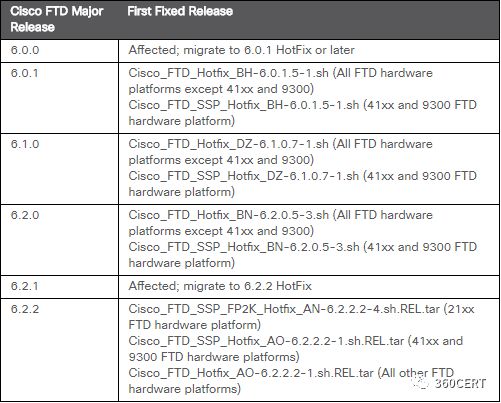 Cisco FTD Major Release
First Fixed Release
6.0.0
Affected; migrate to 6.0.1 HotFix or later
6.0.1
Cisco_FTD_Hotfix_BH-6.0.1.5-1.sh (All FTD hardware
platforms except 41xx and 9300)
Cisco_FTD_SSP_Hotfix_BH-6.0.1.5-1.sh (41xx and 9300 FTD
hardware platform)
6.1.0
Cisco_FTD_Hotfix_DZ-6.1.0.7-1.sh (All FTD hardware
platforms except 41xx and 9300)
Cisco_FTD_SSP_Hotfix_DZ-6.1.0.7-1.sh (41xx and 9300 FTD
hardware platform)
6.2.0
Cisco_FTD_Hotfix_BN-6.2.0.5-3.sh (All FTD hardware
platforms except 41xx and 9300)
Cisco_FTD_SSP_Hotfix_BN-6.2.0.5-3.sh (41xx and 9300 FTD
hardware platform)
6.2.1
Affected; migrate to 6.2.2 HotFix
6.2.2
Cisco_FTD_SSP_FP2K_Hotfix_AN-6.2.2.2-4.sh.REL.tar (21xx
FTD hardware platform)
Cisco_FTD_SSP_Hotfix_AO-6.2.2.2-1.sh.REL.tar (41xx and
9300 FTD hardware platforms)
Cisco_FTD_Hotfix_AO-6.2.2.2-1.sh.REL.tar (All other FTD
hardware platforms)
360CERT